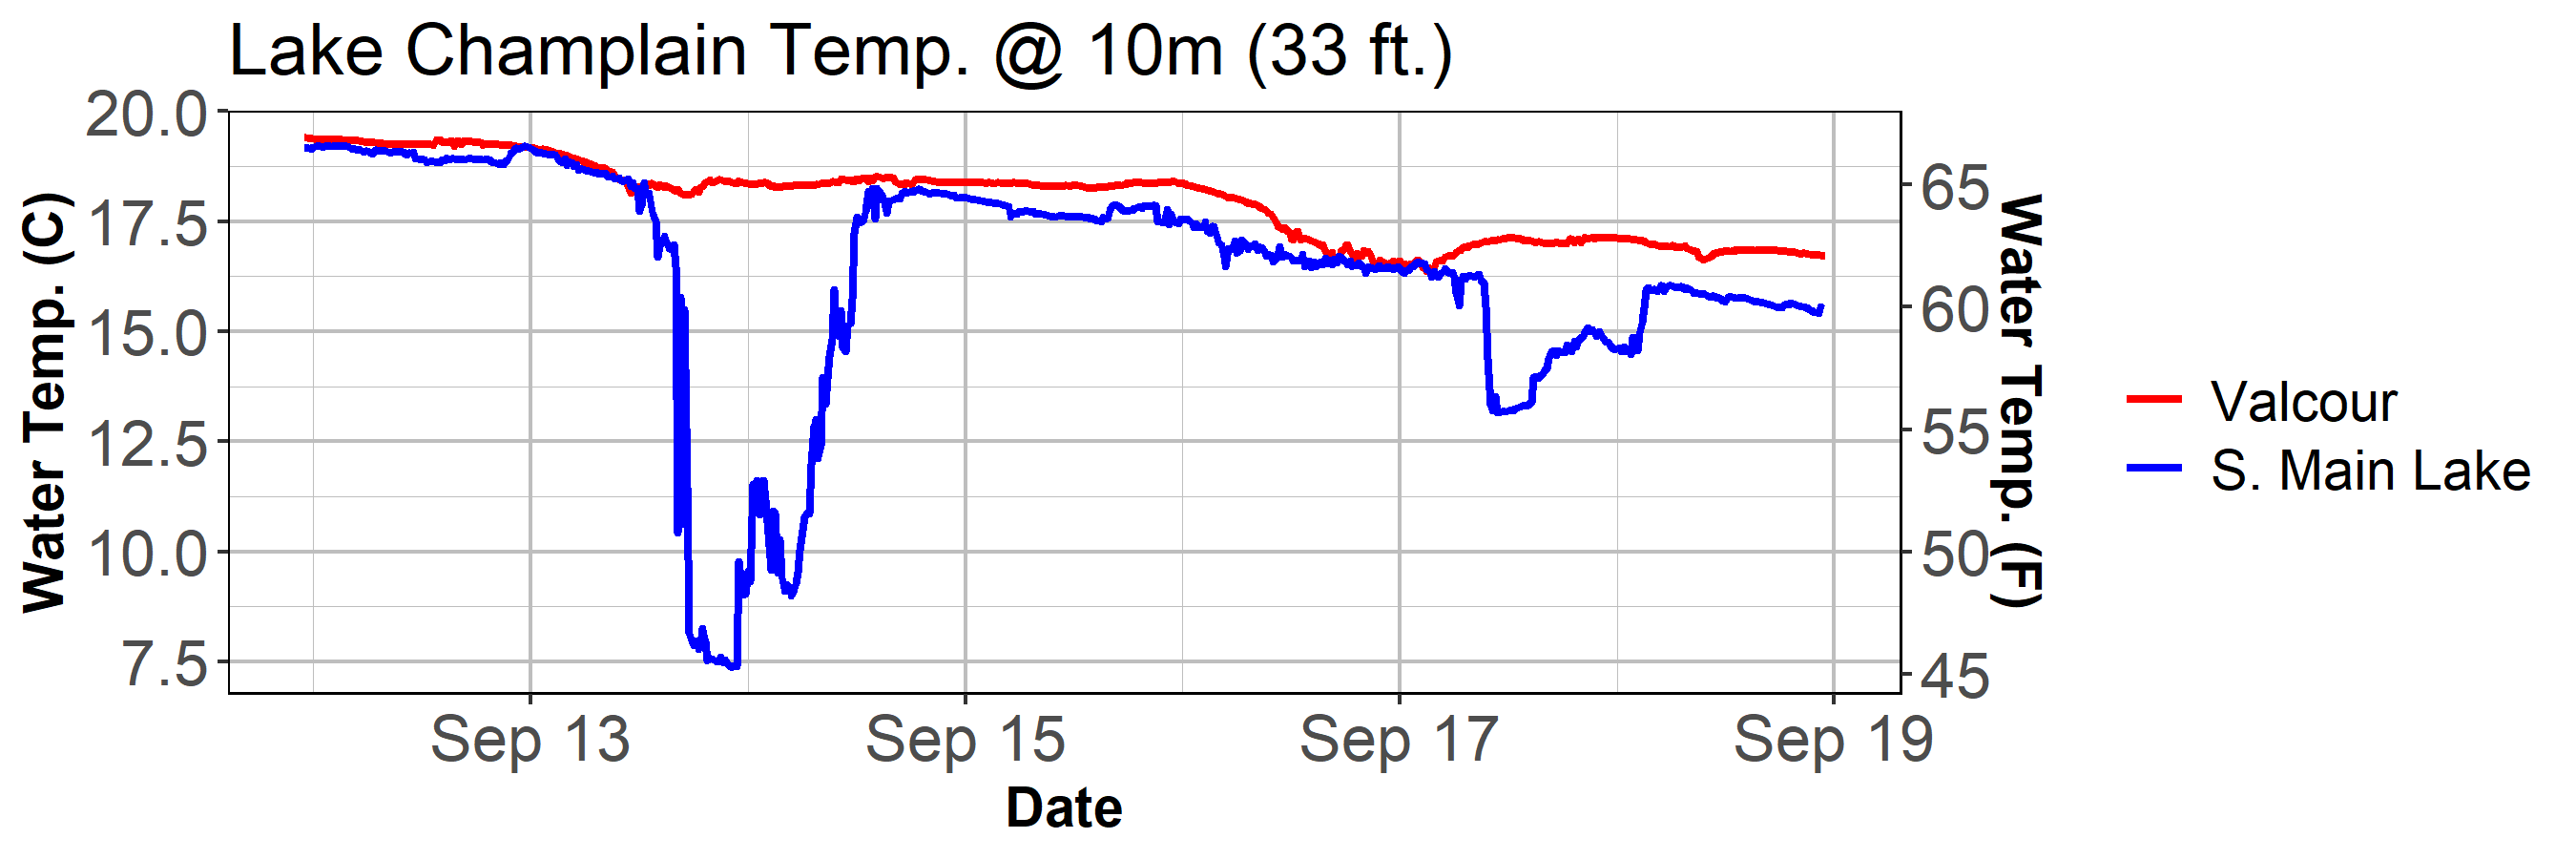 Lake Champlain Temp. @ 10m (33 ft.)
20.0
17.5
15.0
12.5
10.0
7.5
Water Temp. (C)
65
60
55
50
45
Water Temp. (F)
Sep 13
Sep 15
Sep 17
Sep 19
Date
Valcour
S. Main Lake